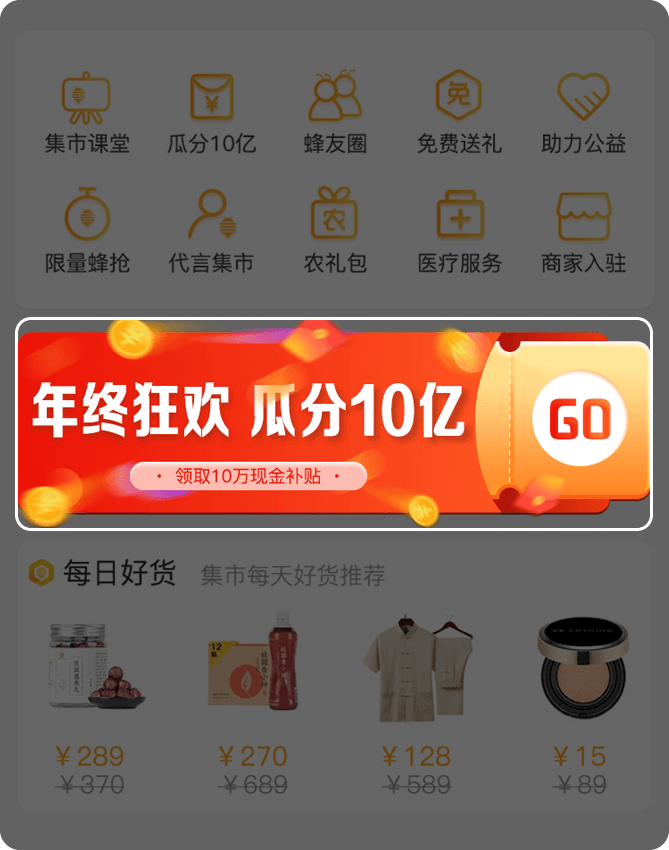 集市课堂 瓜分10亿 蜂友圈 免费送礼 助力公益
免
¥
限量蜂抢 代言集市 农礼包 医疗服务 商家入驻
农
年终狂欢 瓜分10亿
GO
· 领取10万现金补贴 ·
每日好货 集市每天好货推荐
12
¥289 ¥270 ¥128 ¥15
¥370 ¥689 ¥589 ¥89